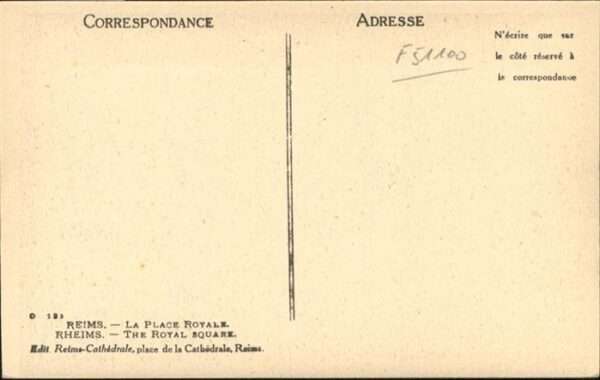 CORRESPONDANCE
ADRESSE
N'écrire que sur
le côté réservé à
la correspondance
F51100
D
REIMS. — LA PLACE ROYALE.
RHEIMS. — THE ROYAL SQUARE.
Edit. Reims-Cathédrale, place de la Cathédrale, Reims.